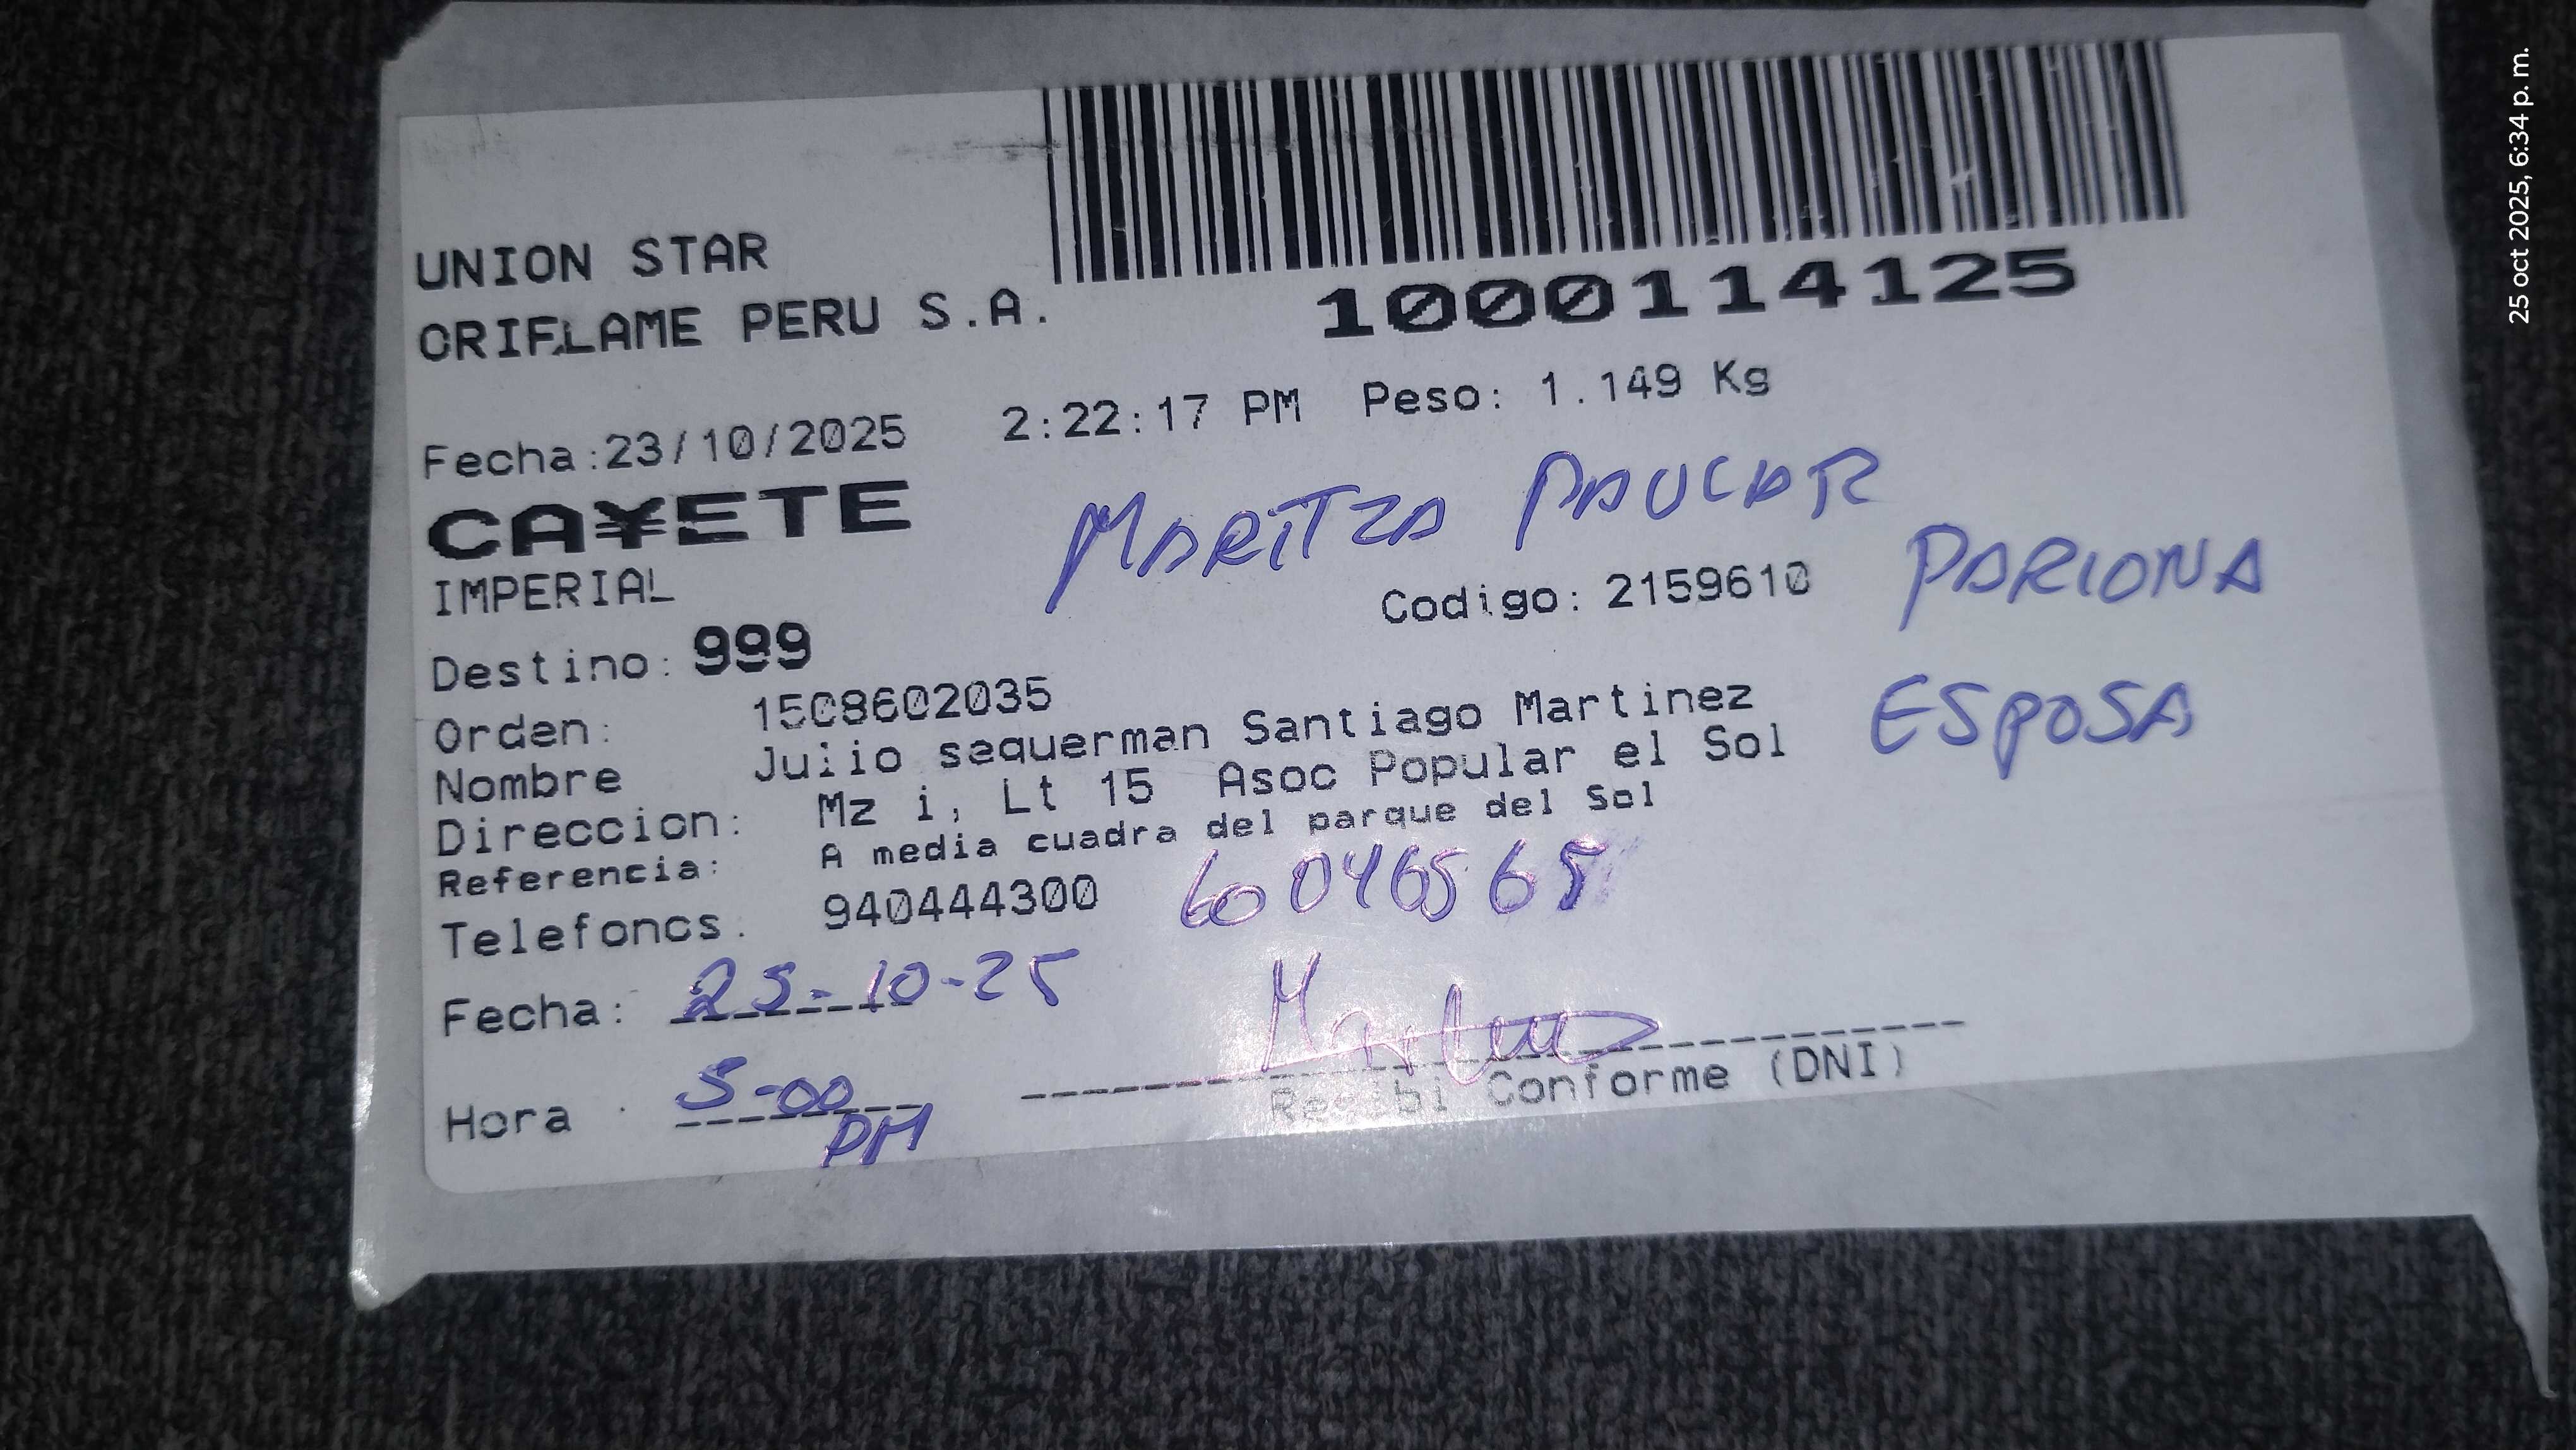 UNION STAR
ORIFLAME PERU S.A.
1000114125
Fecha:23/10/2025 2:22:17 PM Peso: 1.149 Kg
CA¥ETE
MARITZA PAUCAR
PARIONA
IMPERIAL
Codigo: 2159610
Destino: 999
ESPOSA
Orden: 1508602035
Nombre Julio sequerman Santiago Martinez
Direccion: Mz i, Lt 15 Asoc Popular el Sol
Referencia: A media cuadra del parque del Sol
Telefonos. 940444300 60046565
Fecha: 25-10-25
Hora 5-00
PM
Recibi Conforme (DNI)
25 oct 2025, 6:34 p. m.